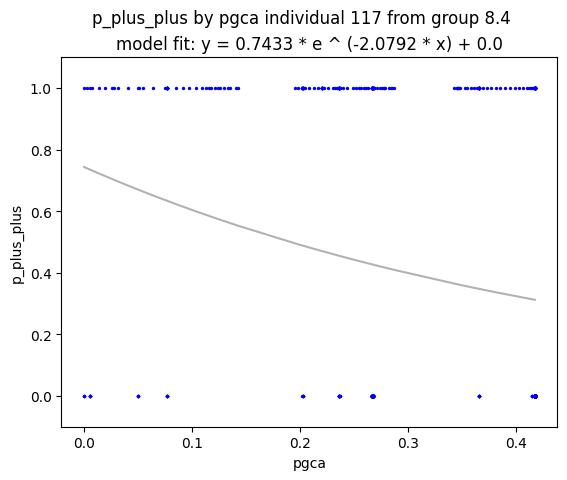 p_plus_plus by pgca individual 117 from group 8.4
model fit: y = 0.7433 * e ^ (-2.0792 * x) + 0.0
1.0
0.8
0.6
0.4
0.2
0.0
p_plus_plus
0.0 0.1 0.2 0.3 0.4
pgca